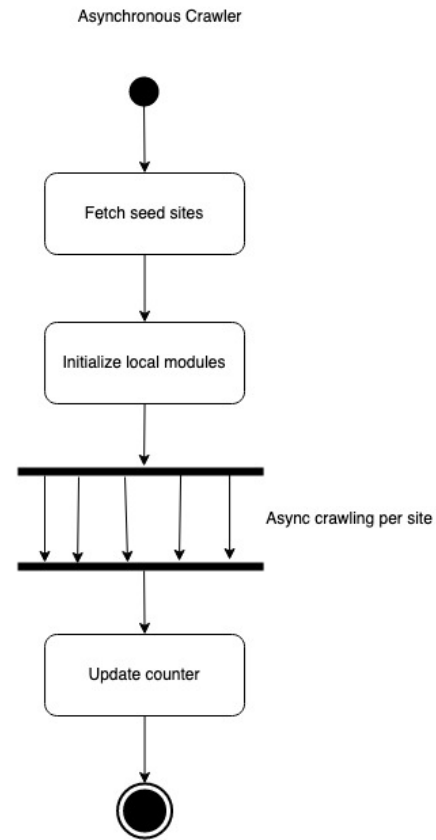 Asynchronous Crawler
Fetch seed sites
Initialize local modules
Async crawling per site
Update counter